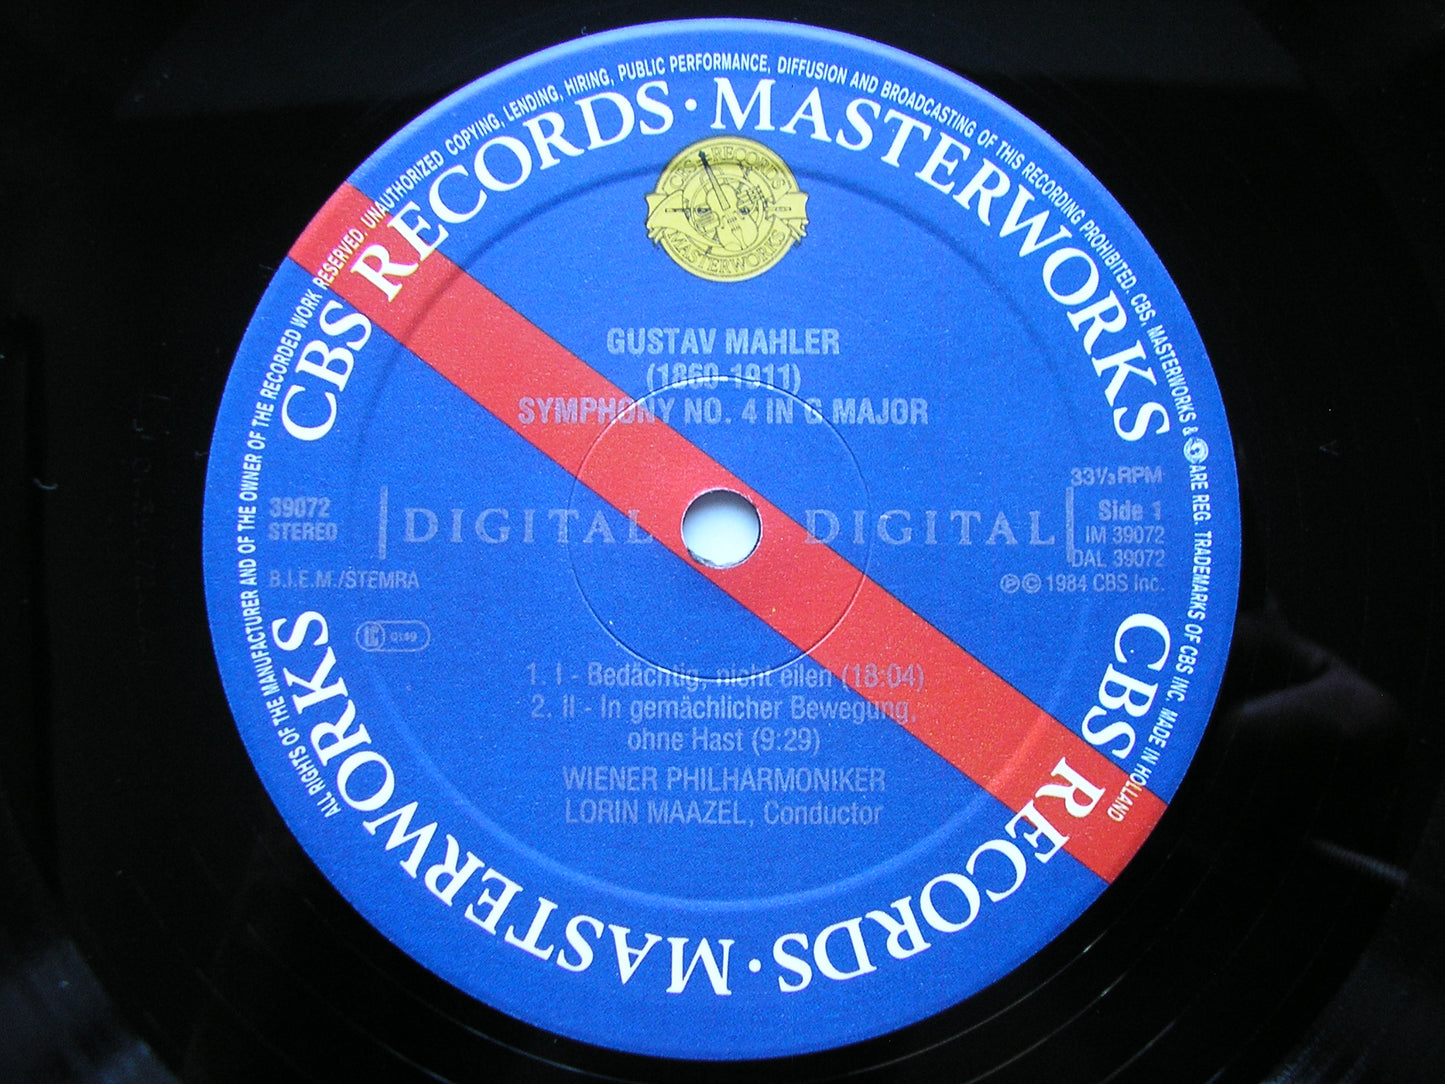 ALL RIGHTS OF THE MANUFACTURER AND OF THE OWNER OF THE RECORDED WORK RESERVED. UNAUTHORIZED COPYING, LENDING, HIRING, PUBLIC PERFORMANCE, DIFFUSION AND BROADCASTING OF THIS RECORDING PROHIBITED. CBS, MASTERWORKS & ARE REG. TRADEMARKS OF CBS INC. MADE IN HOLLAND
CBS RECORDS · MASTERWORKS
CBS RECORDS MASTERWORKS
GUSTAV MAHLER
(1860-1911)
SYMPHONY NO. 4 IN G MAJOR
33⅓ RPM
39072
STEREO
DIGITAL DIGITAL
Side 1
IM 39072
DAL 39072
B.I.E.M./STEMRA
℗© 1984 CBS Inc.
1. I - Bedächtig, nicht eilen (18:04)
2. II - In gemächlicher Bewegung,
ohne Hast (9:29)
WIENER PHILHARMONIKER
LORIN MAAZEL, Conductor
CBS RECORDS · MASTERWORKS